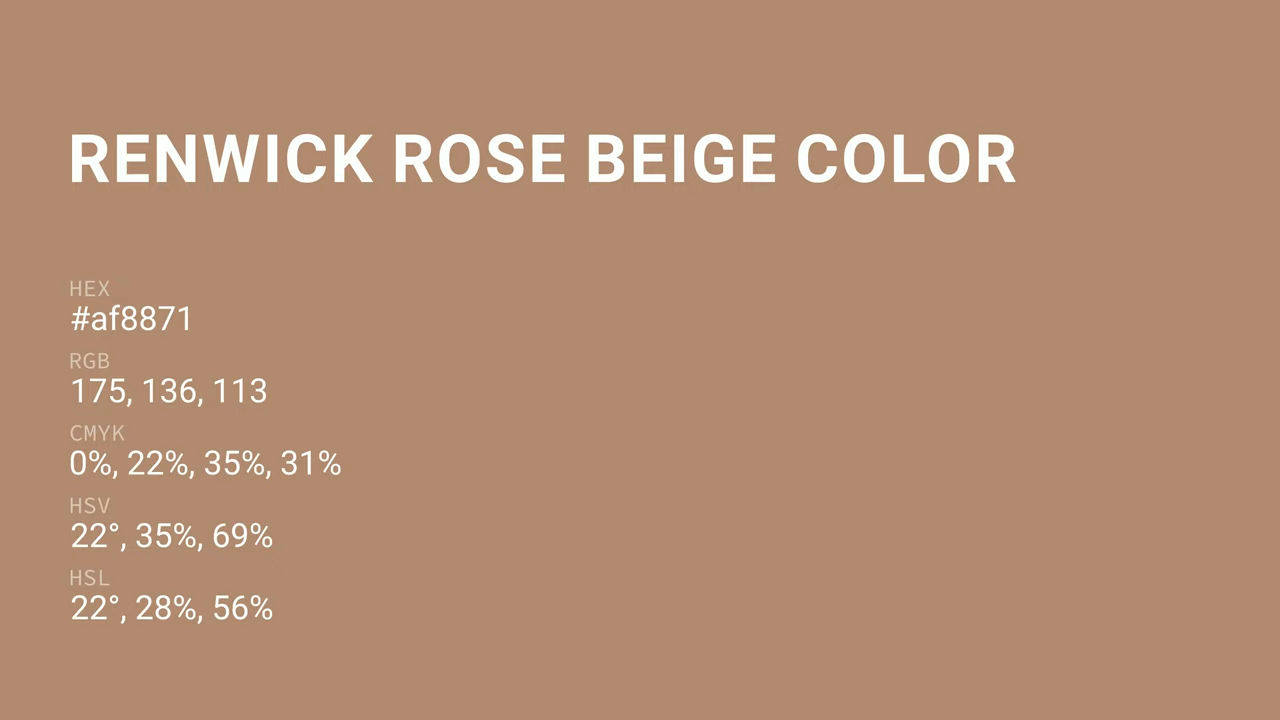 RENWICK ROSE BEIGE COLOR
HEX
#af8871
RGB
175, 136, 113
CMYK
0%, 22%, 35%, 31%
HSV
22°, 35%, 69%
HSL
22°, 28%, 56%